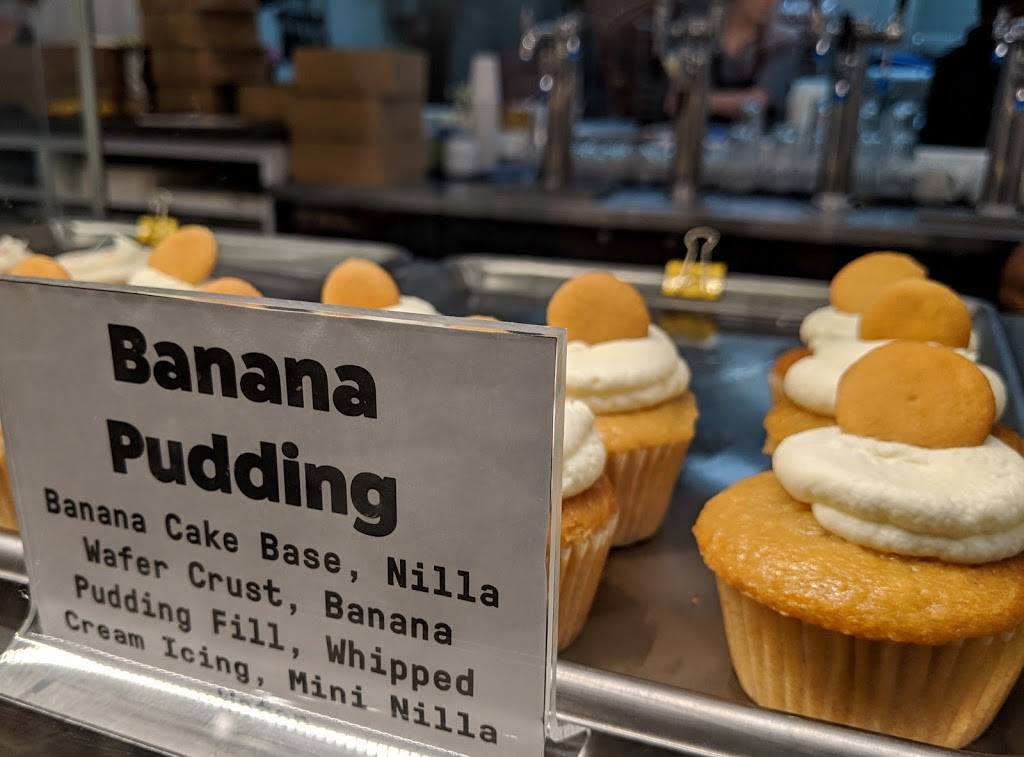 Banana
Pudding
Banana Cake Base, Nilla
Wafer Crust, Banana
Pudding Fill, Whipped
Cream Icing, Mini Nilla